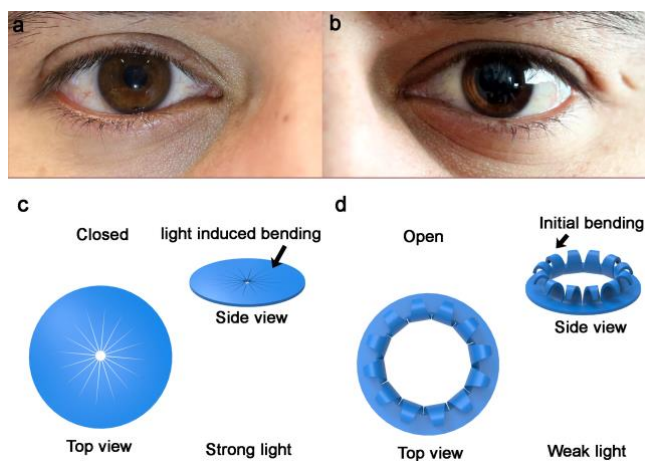 a
b
c
Closed
light induced bending
Side view
Top view
Strong light
d
Open
Initial bending
Side view
Top view
Weak light